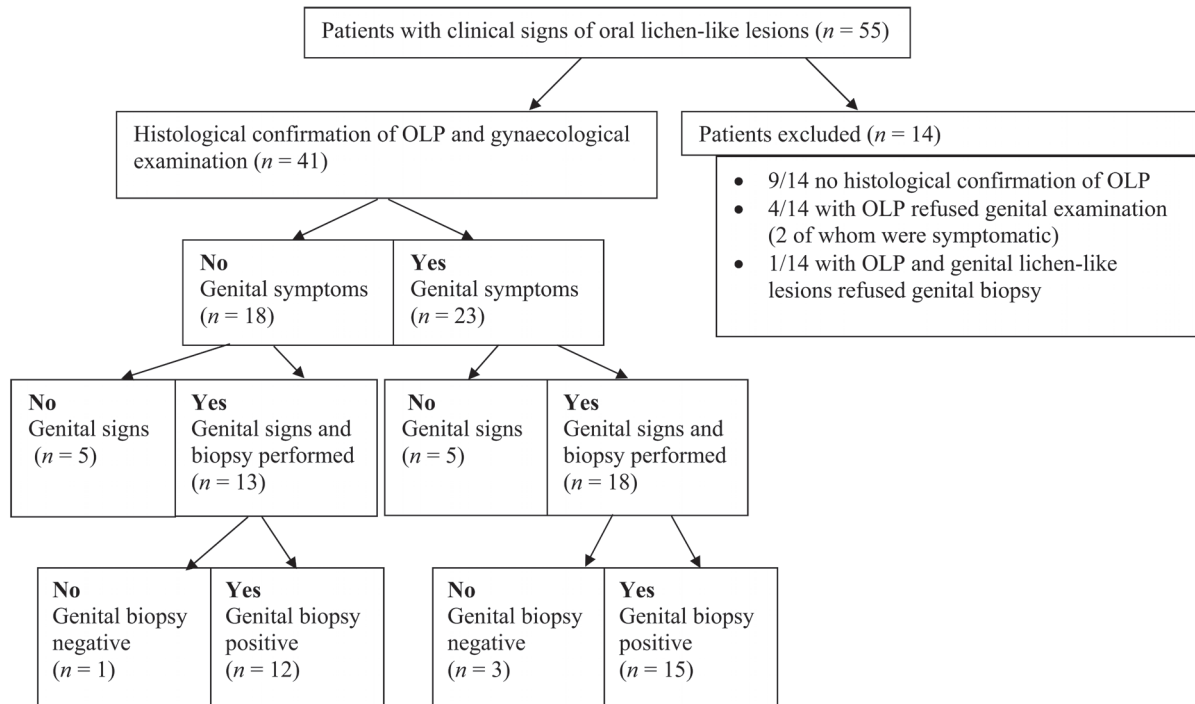 Patients with clinical signs of oral lichen-like lesions (n = 55)
Histological confirmation of OLP and gynaecological
examination (n = 41)
Patients excluded (n = 14)
• 9/14 no histological confirmation of OLP
• 4/14 with OLP refused genital examination
(2 of whom were symptomatic)
• 1/14 with OLP and genital lichen-like
lesions refused genital biopsy
No
Genital symptoms
(n = 18)
Yes
Genital symptoms
(n = 23)
No
Genital signs
(n = 5)
Yes
Genital signs and
biopsy performed
(n = 13)
No
Genital signs
(n = 5)
Yes
Genital signs and
biopsy performed
(n = 18)
No
Genital biopsy
negative
(n = 1)
Yes
Genital biopsy
positive
(n = 12)
No
Genital biopsy
negative
(n = 3)
Yes
Genital biopsy
positive
(n = 15)